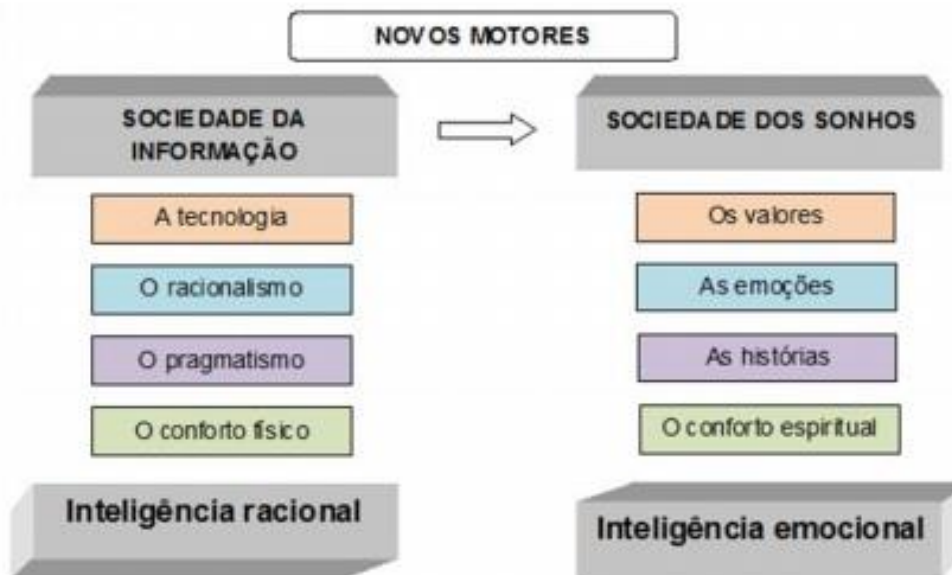 NOVOS MOTORES
SOCIEDADE DA
INFORMAÇÃO
A tecnologia
O racionalismo
O pragmatismo
O conforto físico
Inteligência racional
SOCIEDADE DOS SONHOS
Os valores
As emoções
As histórias
O conforto espiritual
Inteligência emocional